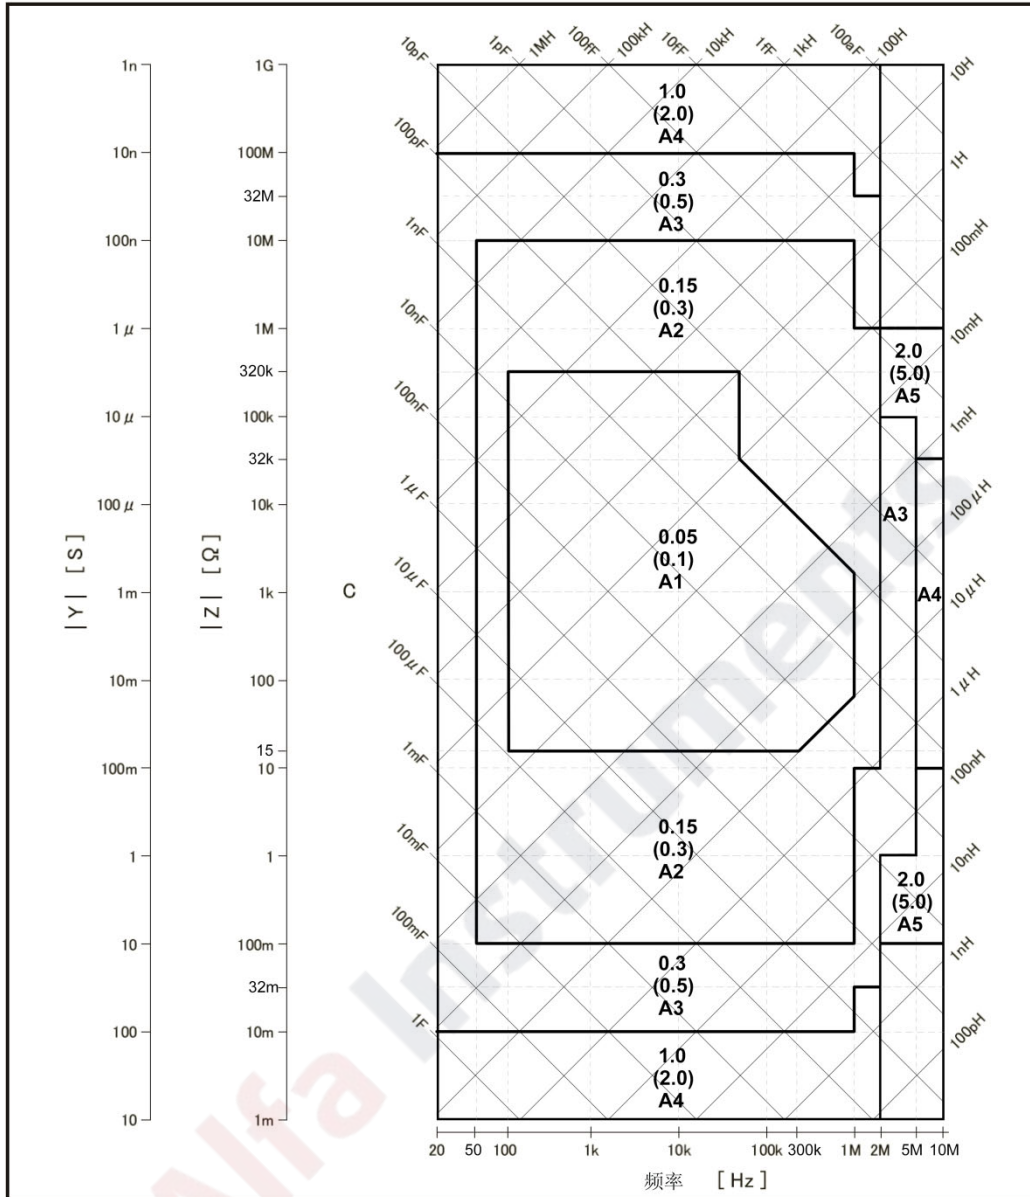 10pF 1pF 1MH 100fF 100kH 10fF 10kH 1fF 1kH 100aF 100H
1n 1G 10H
1.0
(2.0)
A4
100pF
10n 100M 1H
0.3
(0.5)
A3
32M
1nF
100n 10M 100mH
0.15
(0.3)
A2
10nF
1μ 1M 10mH
2.0
(5.0)
A5
320k
100nF
10μ 100k 1mH
32k
1μF
100μ 10k 100μH
A3
0.05
(0.1)
A1
|Y| [S]
|Z| [Ω]
10μF
1m 1k C A4 10μH
100μF
10m 100 1μH
15
1mF
100m 10 100nH
0.15
(0.3)
A2
10mF
1 1 10nH
2.0
(5.0)
A5
100mF
10 100m 1nH
0.3
(0.5)
A3
32m
1F
100 10m 100pH
1.0
(2.0)
A4
10 1m
20 50 100 1k 10k 100k 300k 1M 2M 5M 10M
频率 [Hz]
Alfa Instruments